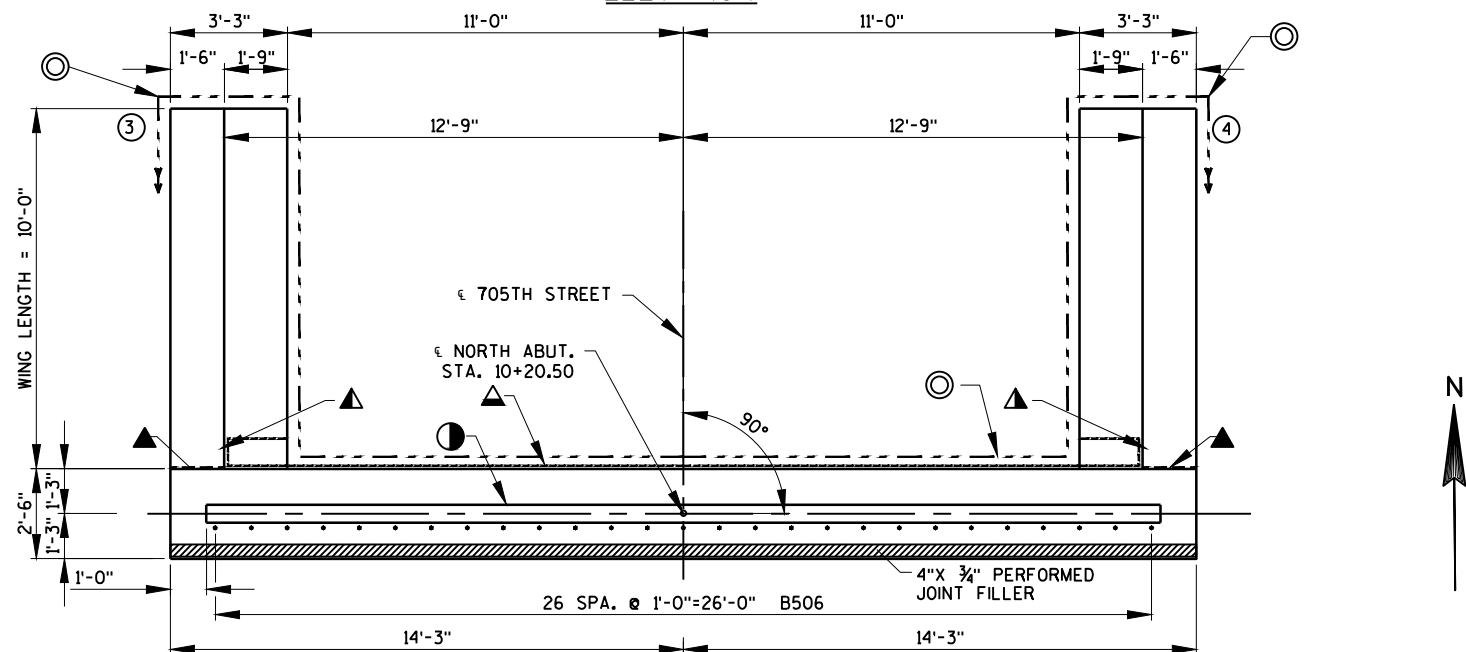 3'-3" 11'-0" 11'-0" 3'-3"
1'-6" 1'-9" 1'-9" 1'-6"
3 12'-9" 12'-9" 4
WING LENGTH = 10'-0"
℄ 705TH STREET
℄ NORTH ABUT.
STA. 10+20.50
90°
N
2'-6"
1'-3"
1'-3"
1'-0"
4"X ¾" PERFORMED
JOINT FILLER
26 SPA. @ 1'-0"=26'-0" B506
14'-3" 14'-3"